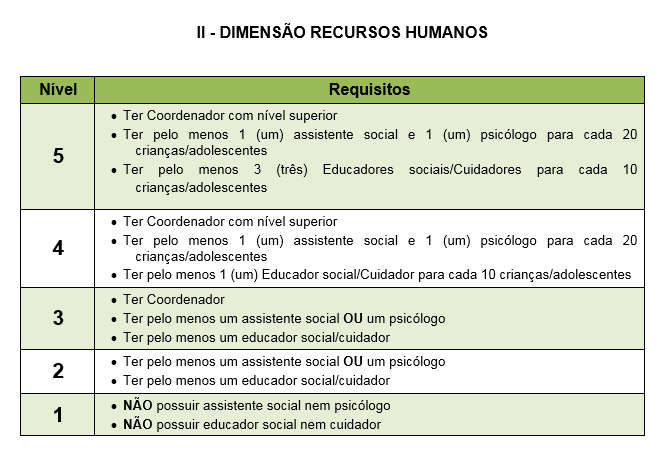 II - DIMENSÃO RECURSOS HUMANOS
Nível Requisitos
5
• Ter Coordenador com nível superior
• Ter pelo menos 1 (um) assistente social e 1 (um) psicólogo para cada 20
crianças/adolescentes
• Ter pelo menos 3 (três) Educadores sociais/Cuidadores para cada 10
crianças/adolescentes
4
• Ter Coordenador com nível superior
• Ter pelo menos 1 (um) assistente social e 1 (um) psicólogo para cada 20
crianças/adolescentes
• Ter pelo menos 1 (um) Educador social/Cuidador para cada 10 crianças/adolescentes
3
• Ter Coordenador
• Ter pelo menos um assistente social OU um psicólogo
• Ter pelo menos um educador social/cuidador
2
• Ter pelo menos um assistente social OU um psicólogo
• Ter pelo menos um educador social/cuidador
1
• NÃO possuir assistente social nem psicólogo
• NÃO possuir educador social nem cuidador